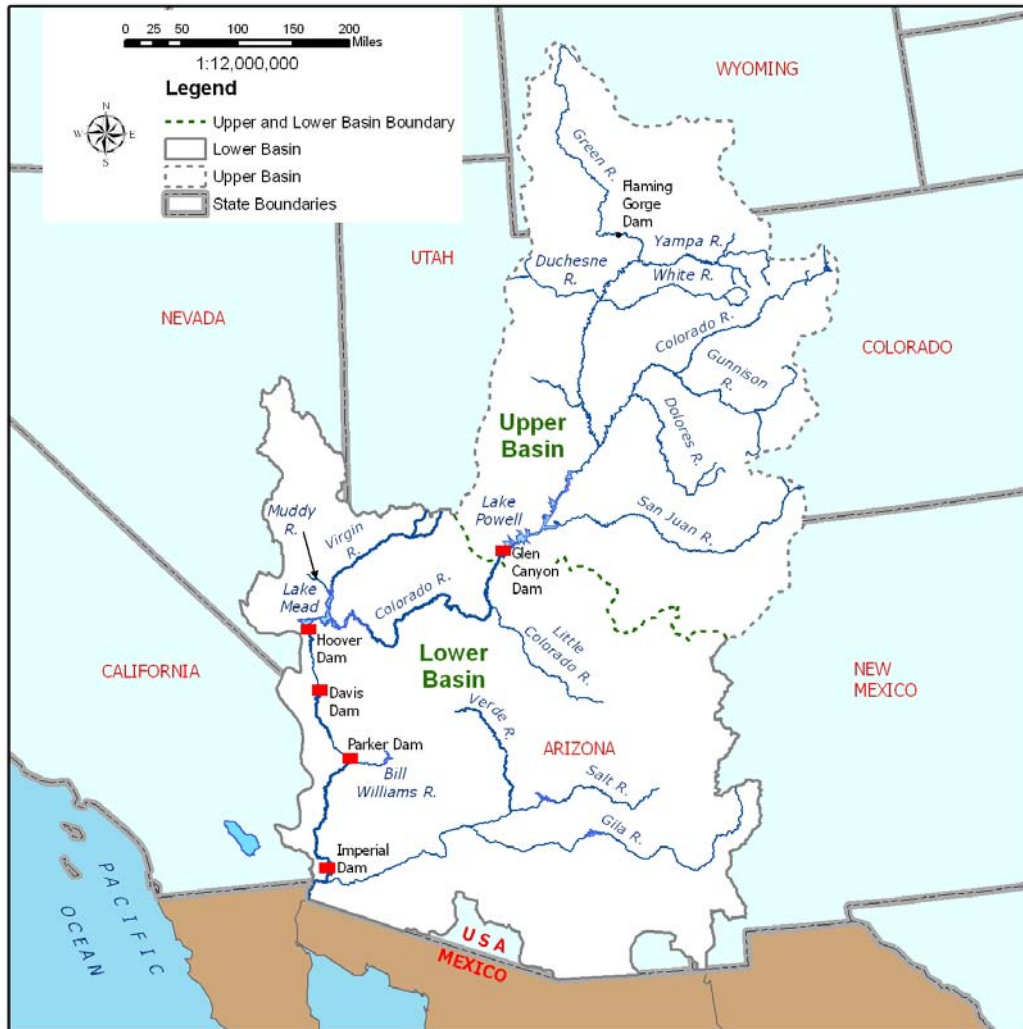 0 25 50 100 150 200
Miles
1:12,000,000
Legend
Upper and Lower Basin Boundary
Lower Basin
Upper Basin
State Boundaries
N
W E
S
WYOMING
Green R.
Flaming
Gorge
Dam
UTAH
Yampa R.
Duchesne
R.
White R.
NEVADA
Colorado R.
COLORADO
Gunnison
R.
Dolores R.
Upper
Basin
Lake
Powell
San Juan R.
Muddy
R.
Virgin
R.
Glen
Canyon
Dam
Lake
Mead
Colorado R.
Hoover
Dam
Little
Colorado R.
Lower
Basin
CALIFORNIA
NEW
MEXICO
Davis
Dam
Verde R.
Parker Dam
ARIZONA
Bill
Williams R.
Salt R.
Gila R.
Imperial
Dam
PACIFIC
OCEAN
USA
MEXICO